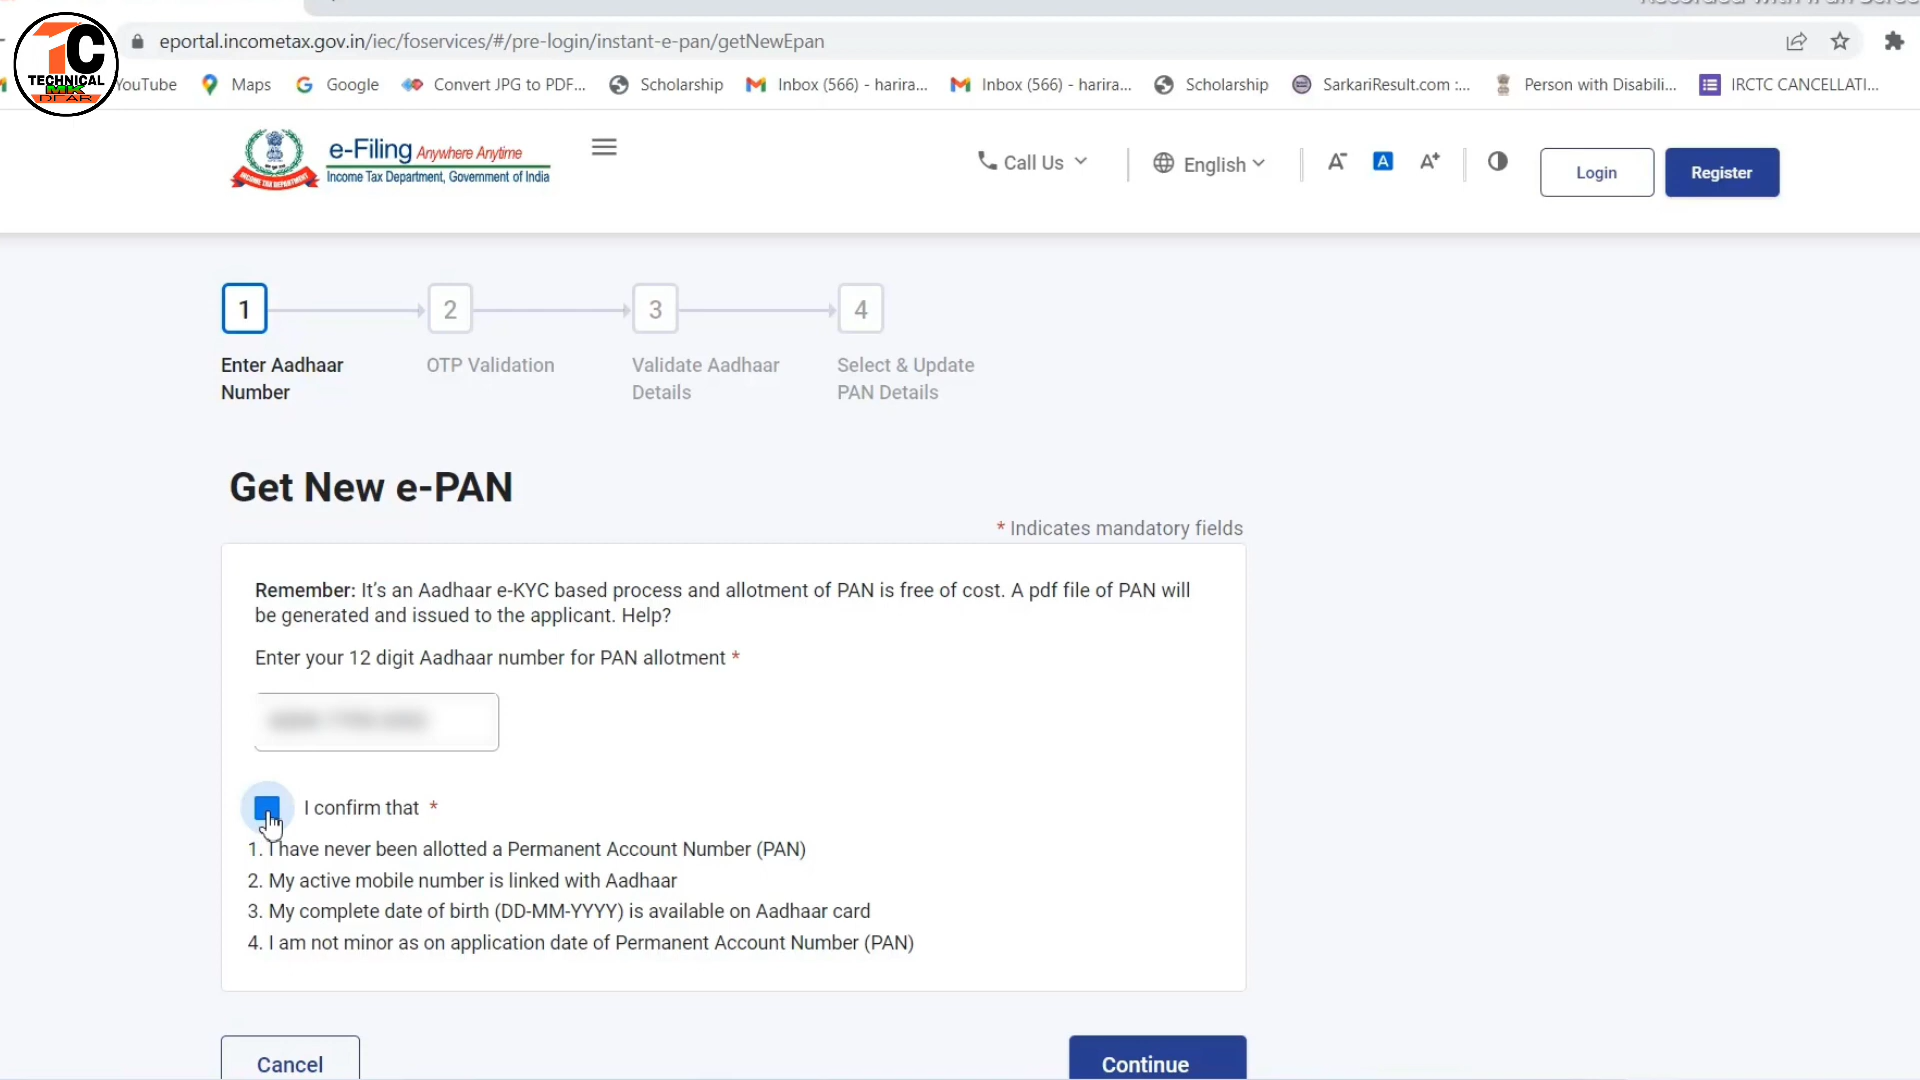 eportal.incometax.gov.in/iec/foservices/#/pre-login/instant-e-pan/getNewEpan
TC
TECHNICAL
MK
YouTube Maps Google Convert JPG to PDF... Scholarship Inbox (566) - harira... Inbox (566) - harira... Scholarship SarkariResult.com :... Person with Disabili... IRCTC CANCELLATI...
e-Filing Anywhere Anytime
Income Tax Department, Government of India
INCOME TAX DEPARTMENT
Call Us English A- A A+ Login Register
1 2 3 4
Enter Aadhaar Number
OTP Validation
Validate Aadhaar Details
Select & Update PAN Details
Get New e-PAN
* Indicates mandatory fields
Remember: It’s an Aadhaar e-KYC based process and allotment of PAN is free of cost. A pdf file of PAN will
be generated and issued to the applicant. Help?
Enter your 12 digit Aadhaar number for PAN allotment *
I confirm that *
1. I have never been allotted a Permanent Account Number (PAN)
2. My active mobile number is linked with Aadhaar
3. My complete date of birth (DD-MM-YYYY) is available on Aadhaar card
4. I am not minor as on application date of Permanent Account Number (PAN)
Cancel Continue